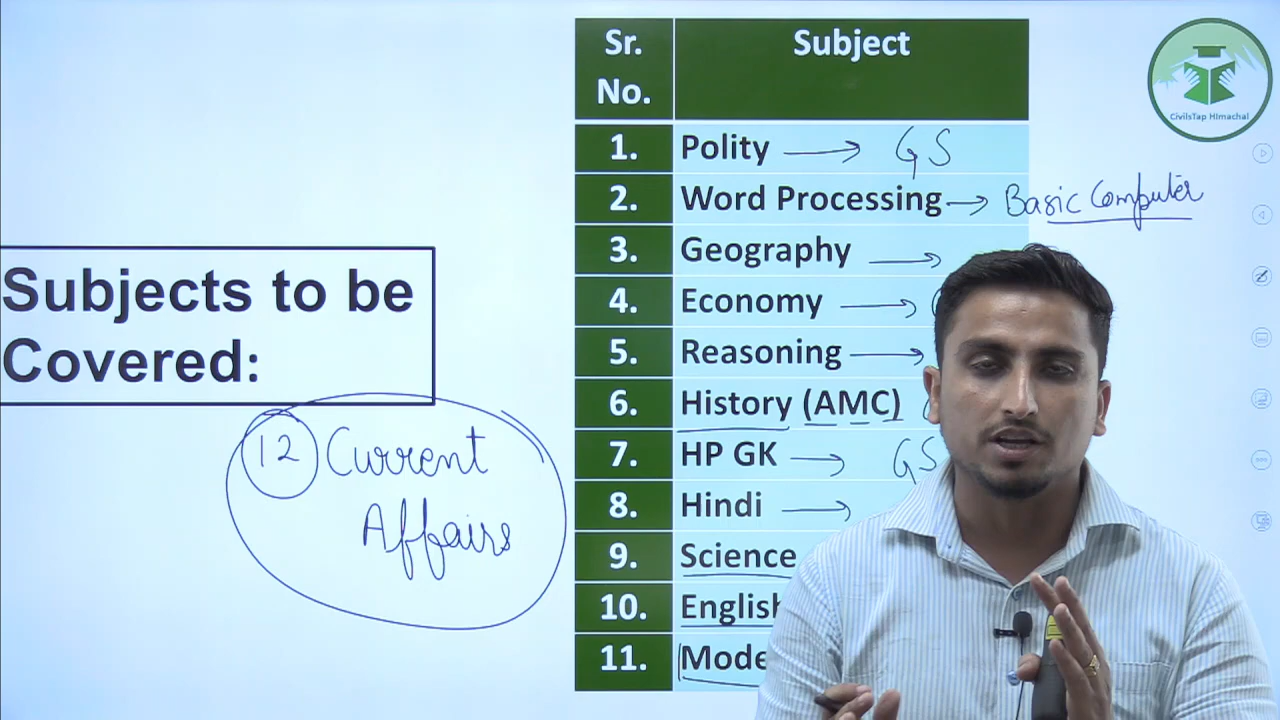 Sr.
No.
Subject
CivilsTap HImachal
1. Polity → GS
2. Word Processing → Basic Computer
3. Geography →
4. Economy →
5. Reasoning →
6. History (AMC)
7. HP GK → GS
8. Hindi →
9. Science
10.
11.
Subjects to be
Covered:
12 Current
Affairs